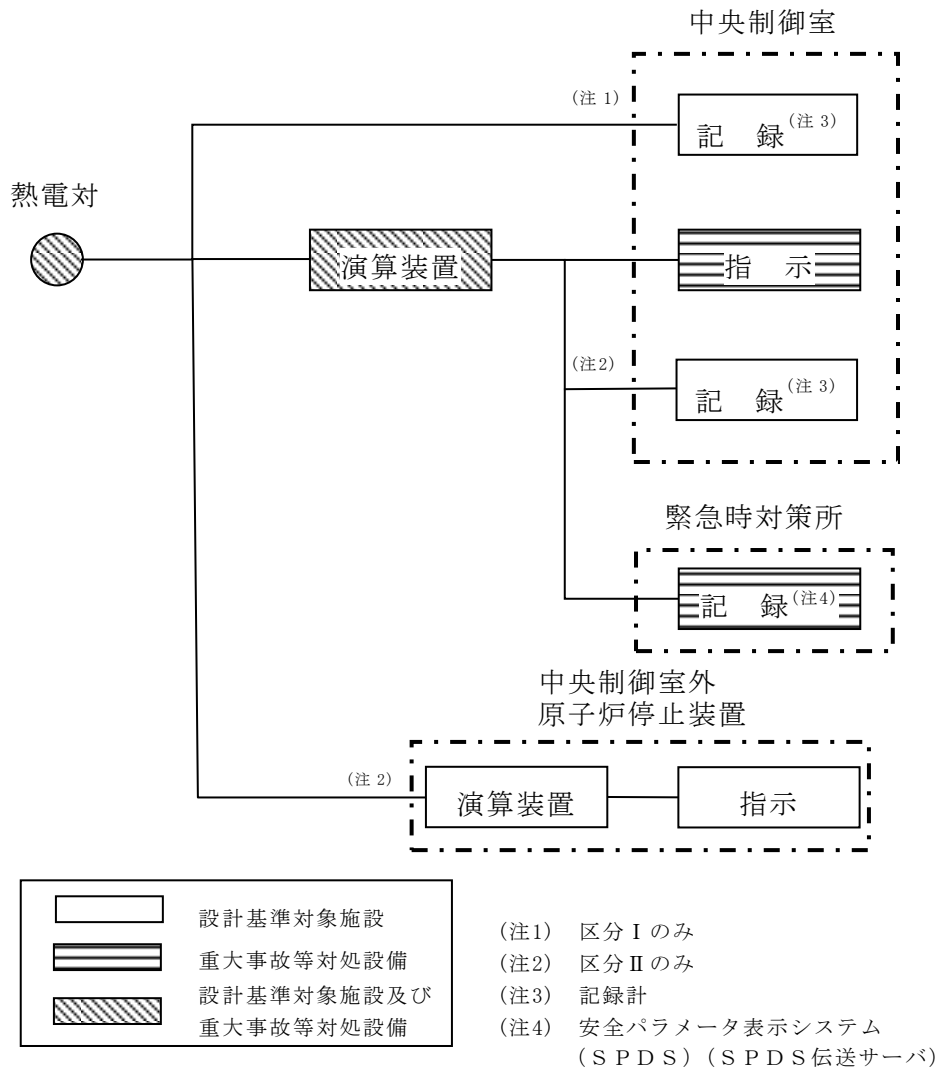 中央制御室
(注 1)
記 録(注 3)
熱電対
演算装置
指 示
(注2)
記 録(注 3)
緊急時対策所
記 録(注4)
中央制御室外
原子炉停止装置
(注 2)
演算装置
指示
設計基準対象施設
重大事故等対処設備
設計基準対象施設及び
重大事故等対処設備
(注1) 区分Ⅰのみ
(注2) 区分Ⅱのみ
(注3) 記録計
(注4) 安全パラメータ表示システム
(SPDS)(SPDS伝送サーバ)